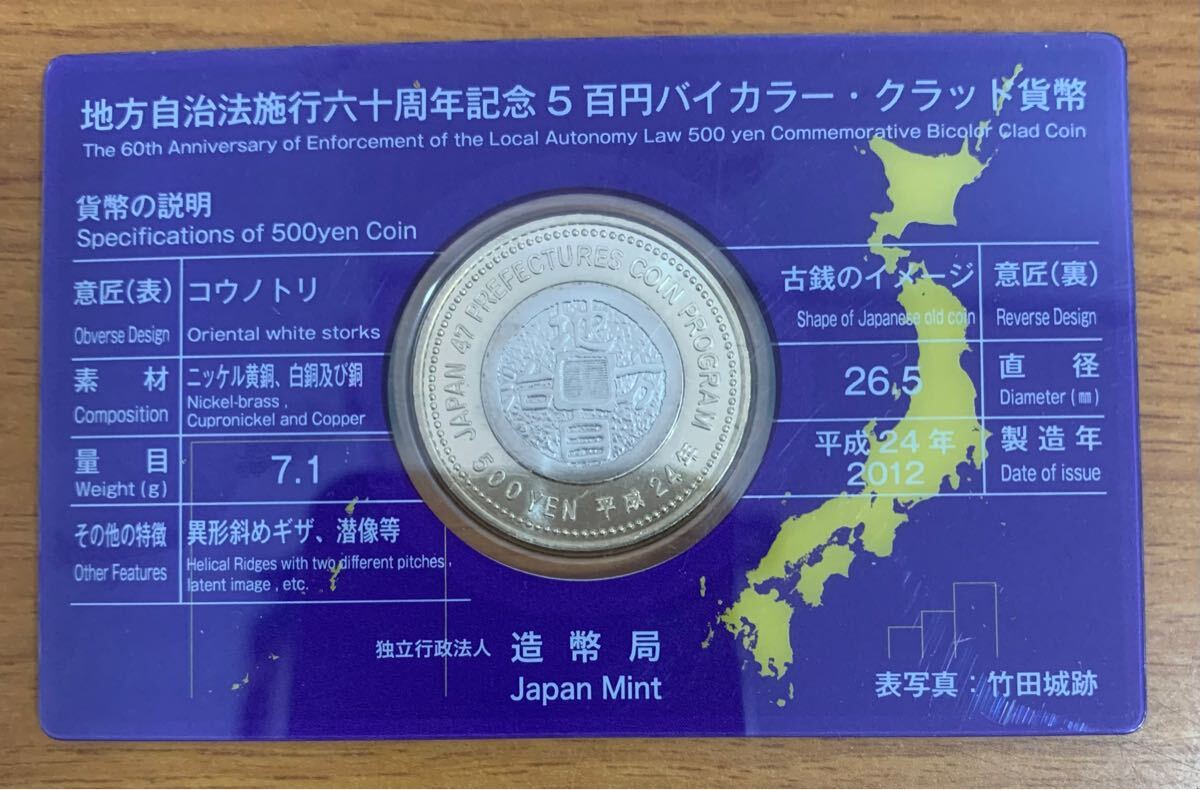 地方自治法施行六十周年記念 5 百円バイカラー・クラッド貨幣
The 60th Anniversary of Enforcement of the Local Autonomy Law 500 yen Commemorative Bicolor Clad Coin
貨幣の説明
Specifications of 500yen Coin
意匠(表) コウノトリ
Obverse Design Oriental white storks
素材 ニッケル黄銅、白銅及び銅
Composition Nickel-brass,
Cupronickel and Copper
量目 7.1
Weight (g)
その他の特徴 異形斜めギザ、潜像等
Other Features Helical Ridges with two different pitches,
latent image, etc.
JAPAN 47 PREFECTURES COIN PROGRAM
500 YEN 平成 24 年
古銭のイメージ 意匠(裏)
Shape of Japanese old coin Reverse Design
26.5 直径
Diameter (㎜)
平成 24 年 製造年
2012 Date of issue
独立行政法人 造幣局
Japan Mint
表写真：竹田城跡